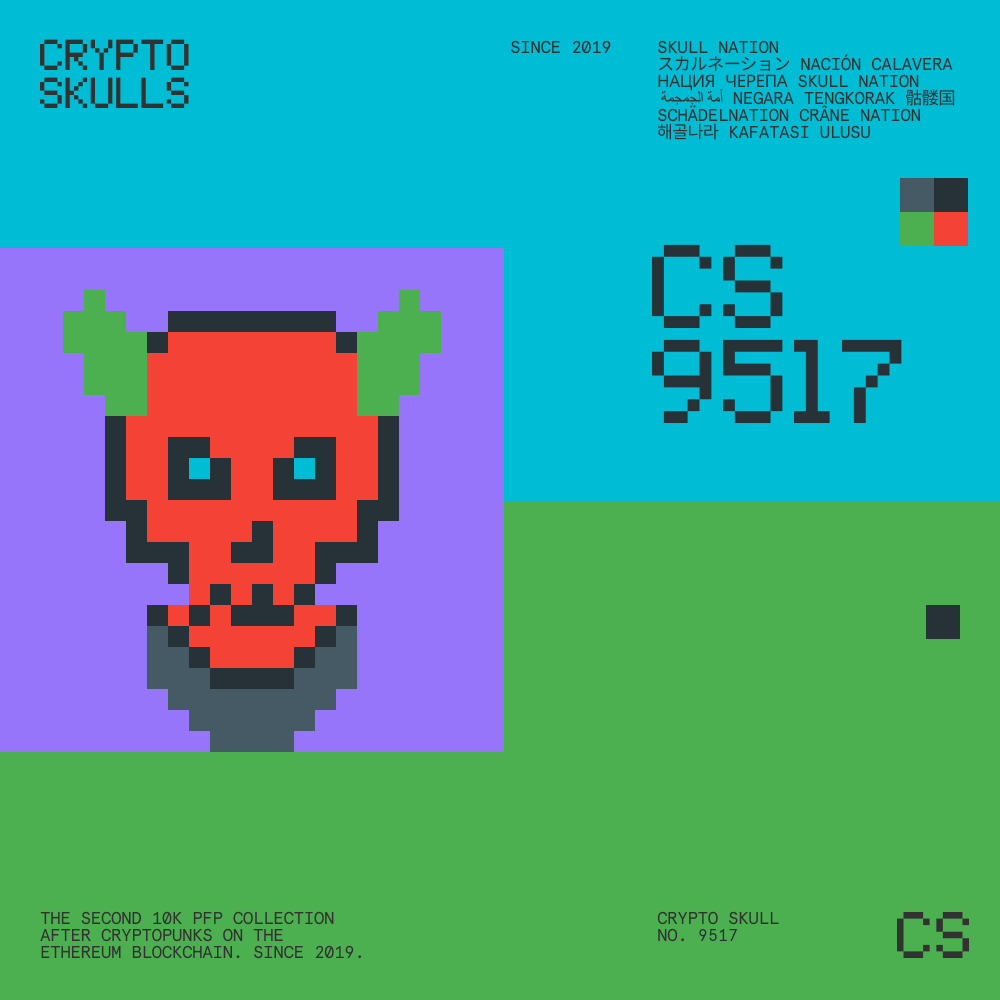 CRYPTO
SKULLS
SINCE 2019
SKULL NATION
スカルネーション NACIÓN CALAVERA
НАЦИЯ ЧЕРЕПА SKULL NATION
أمة الجمجمة NEGARA TENGKORAK 骷髅国
SCHÄDELNATION CRÂNE NATION
해골나라 KAFATASI ULUSU
CS
9517
THE SECOND 10K PFP COLLECTION
AFTER CRYPTOPUNKS ON THE
ETHEREUM BLOCKCHAIN. SINCE 2019.
CRYPTO SKULL
NO. 9517
CS